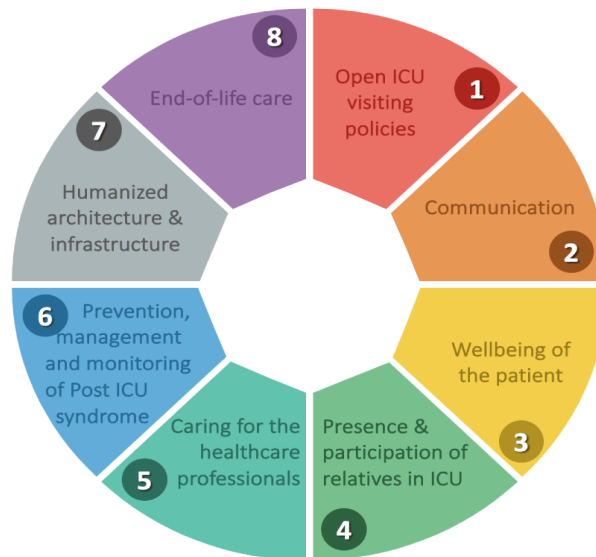 1
Open ICU
visiting
policies
Communication
2
Wellbeing of
the patient
3
Presence &
participation of
relatives in ICU
4
Caring for the
healthcare
professionals
5
6
Prevention,
management
and monitoring
of Post ICU
syndrome
7
Humanized
architecture &
infrastructure
8
End-of-life care